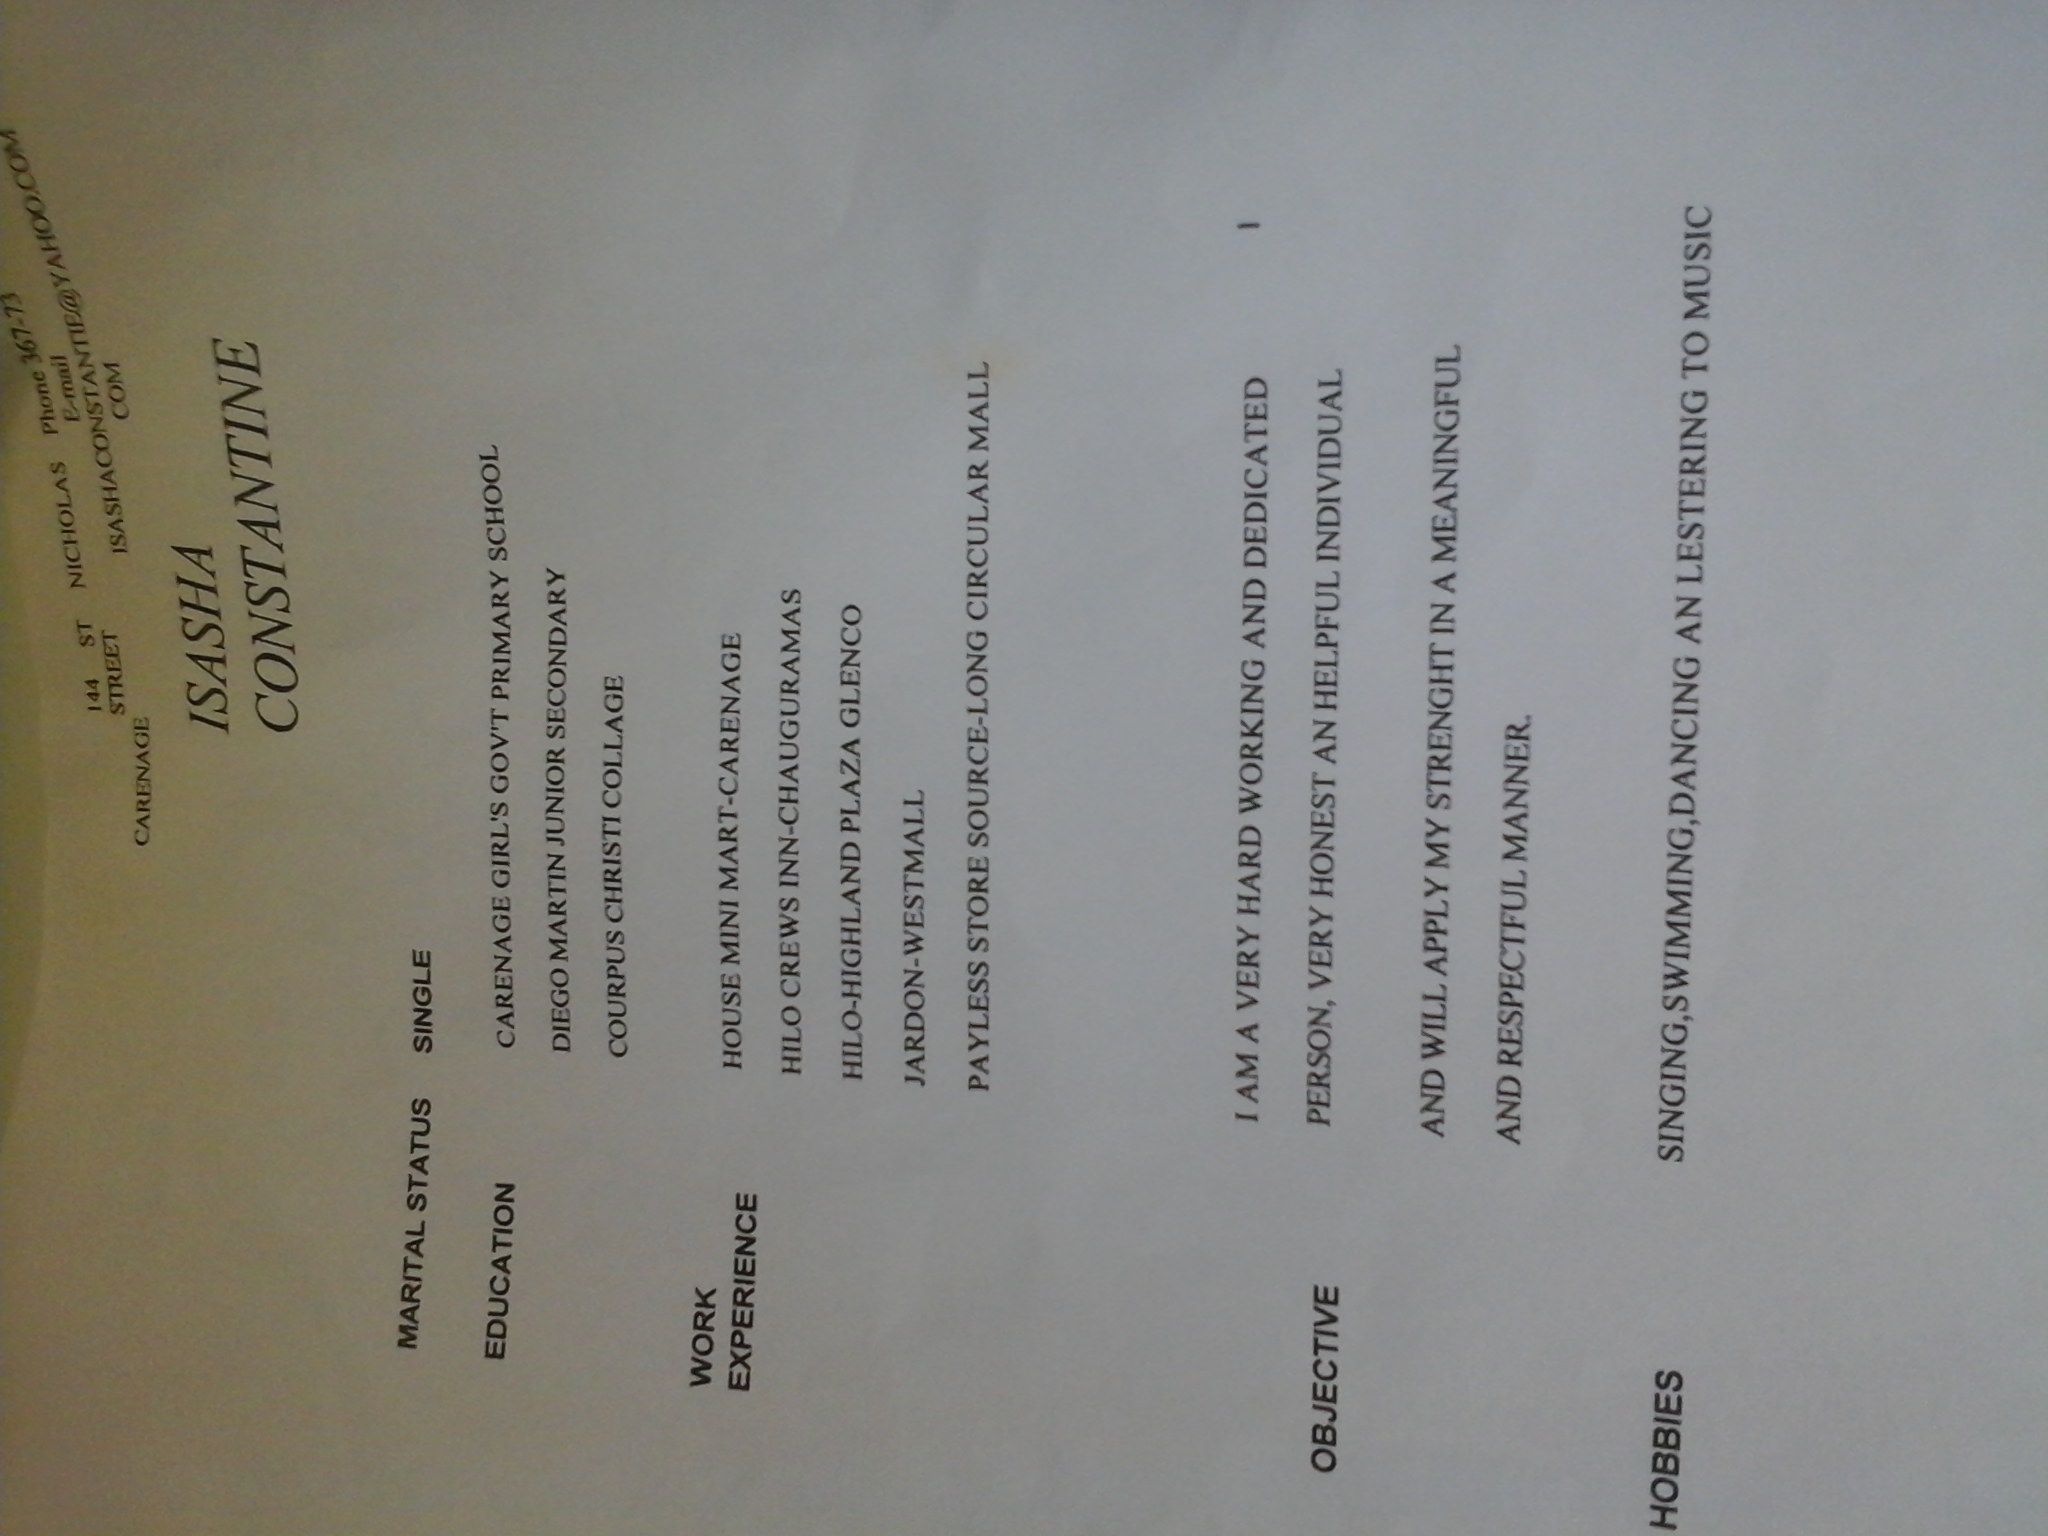 144 ST NICHOLAS Phone 367-73
STREET E-mail
CARENAGE ISASHACONSTANTIE@YAHOO.COM
COM
ISASHA
CONSTANTINE
MARITAL STATUS SINGLE
EDUCATION CARENAGE GIRL'S GOV'T PRIMARY SCHOOL
DIEGO MARTIN JUNIOR SECONDARY
COURPUS CHRISTI COLLAGE
WORK
EXPERIENCE HOUSE MINI MART-CARENAGE
HILO CREWS INN-CHAUGURAMAS
HILO-HIGHLAND PLAZA GLENCO
JARDON-WESTMALL
PAYLESS STORE SOURCE-LONG CIRCULAR MALL
I AM A VERY HARD WORKING AND DEDICATED I
OBJECTIVE PERSON, VERY HONEST AN HELPFUL INDIVIDUAL
AND WILL APPLY MY STRENGHT IN A MEANINGFUL
AND RESPECTFUL MANNER.
HOBBIES SINGING,SWIMMING,DANCING AN LESTERING TO MUSIC